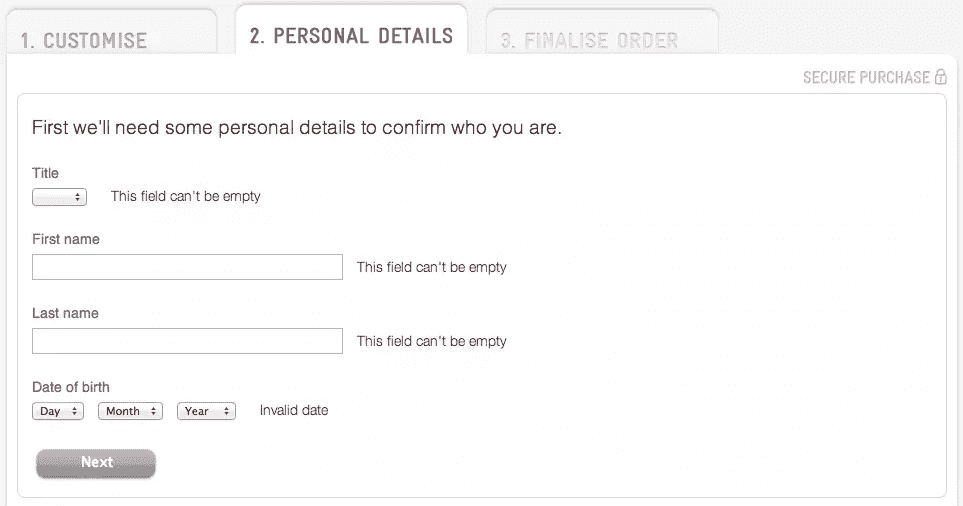 1. CUSTOMISE
2. PERSONAL DETAILS
3. FINALISE ORDER
SECURE PURCHASE
First we'll need some personal details to confirm who you are.
Title
This field can't be empty
First name
This field can't be empty
Last name
This field can't be empty
Date of birth
Day Month Year Invalid date
Next